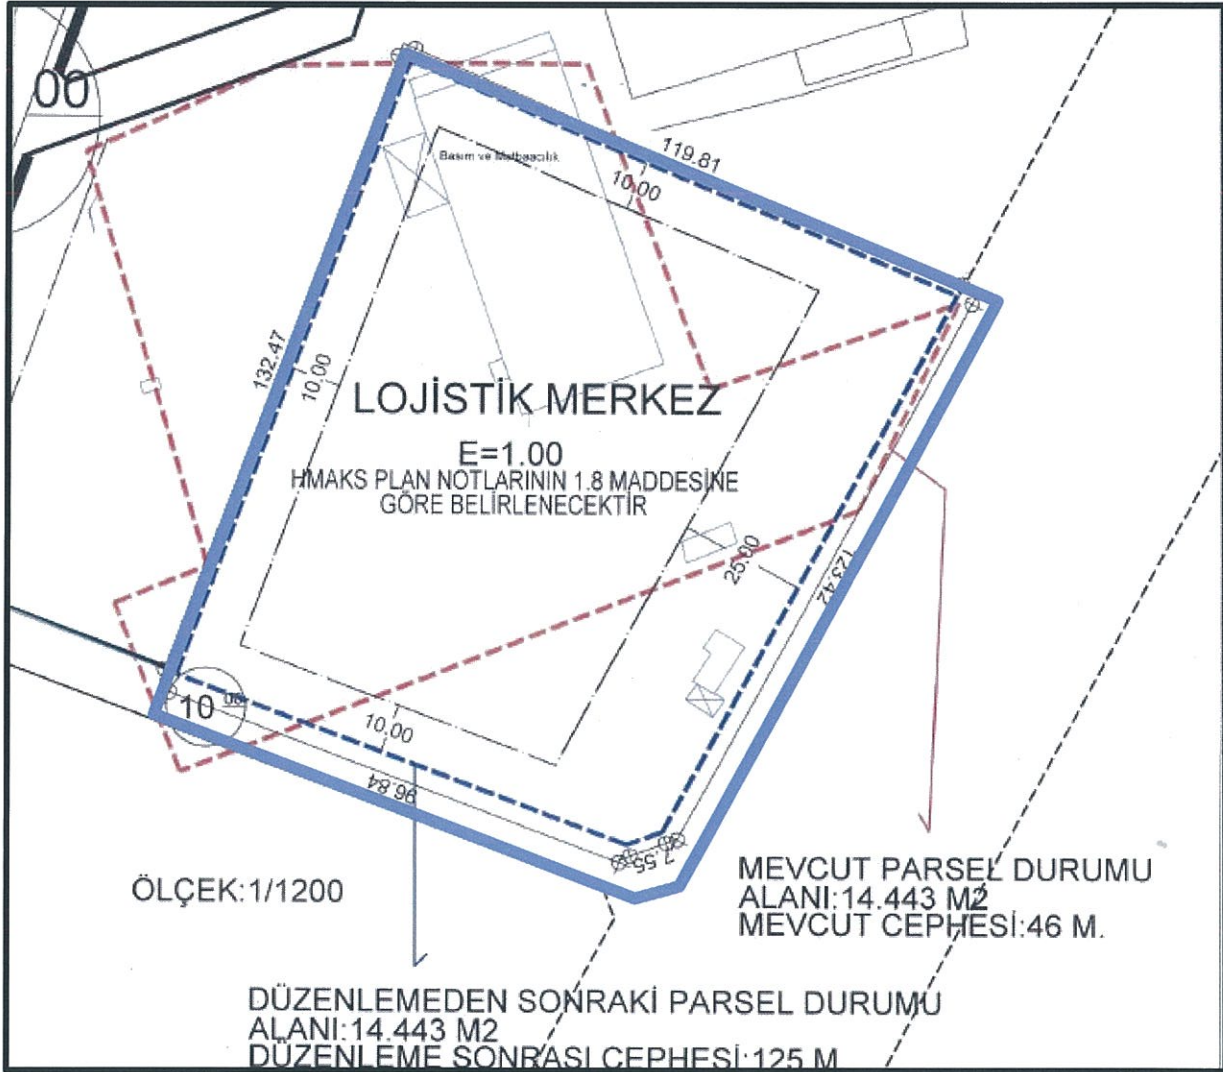 00
Basım ve Matbaacılık
119.81
10.00
132.47
10.00
LOJİSTİK MERKEZ
E=1.00
HMAKS PLAN NOTLARININ 1.8 MADDESİNE
GÖRE BELİRLENECEKTİR
25.00
123.42
10
00
10.00
96.84
7.55
ÖLÇEK:1/1200
MEVCUT PARSEL DURUMU
ALANI:14.443 M2
MEVCUT CEPHESİ:46 M.
DÜZENLEMEDEN SONRAKİ PARSEL DURUMU
ALANI:14.443 M2
DÜZENLEME SONRASI CEPHESİ:125 M